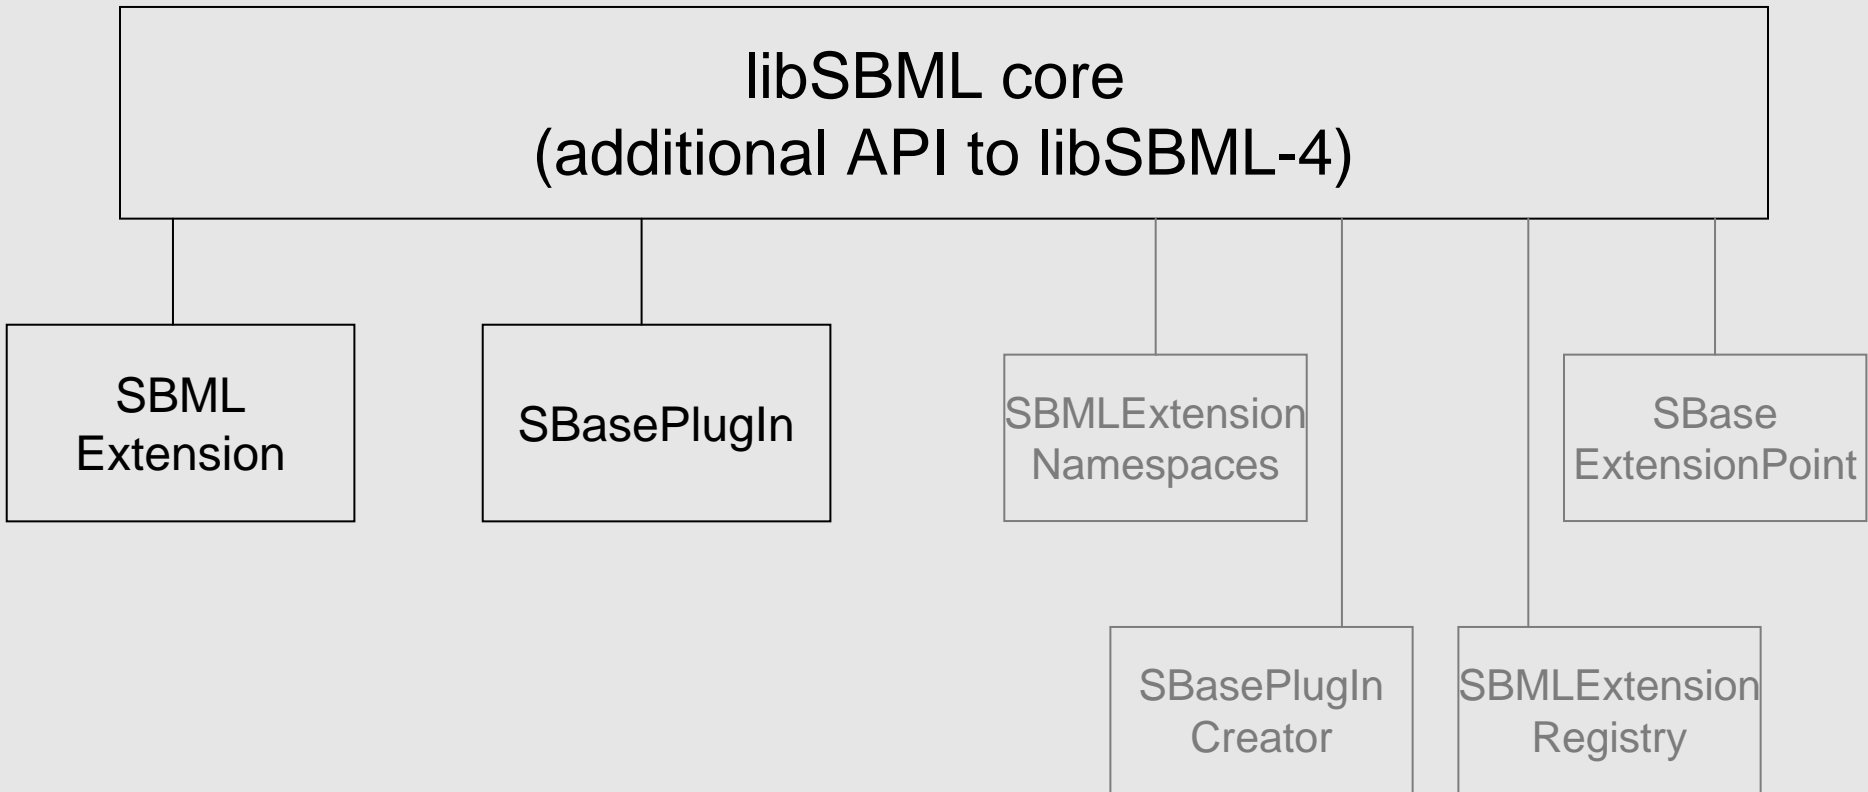 libSBML core
(additional API to libSBML-4)
SBML
Extension
SBasePlugIn
SBMLExtension
Namespaces
SBase
ExtensionPoint
SBasePlugIn
Creator
SBMLExtension
Registry